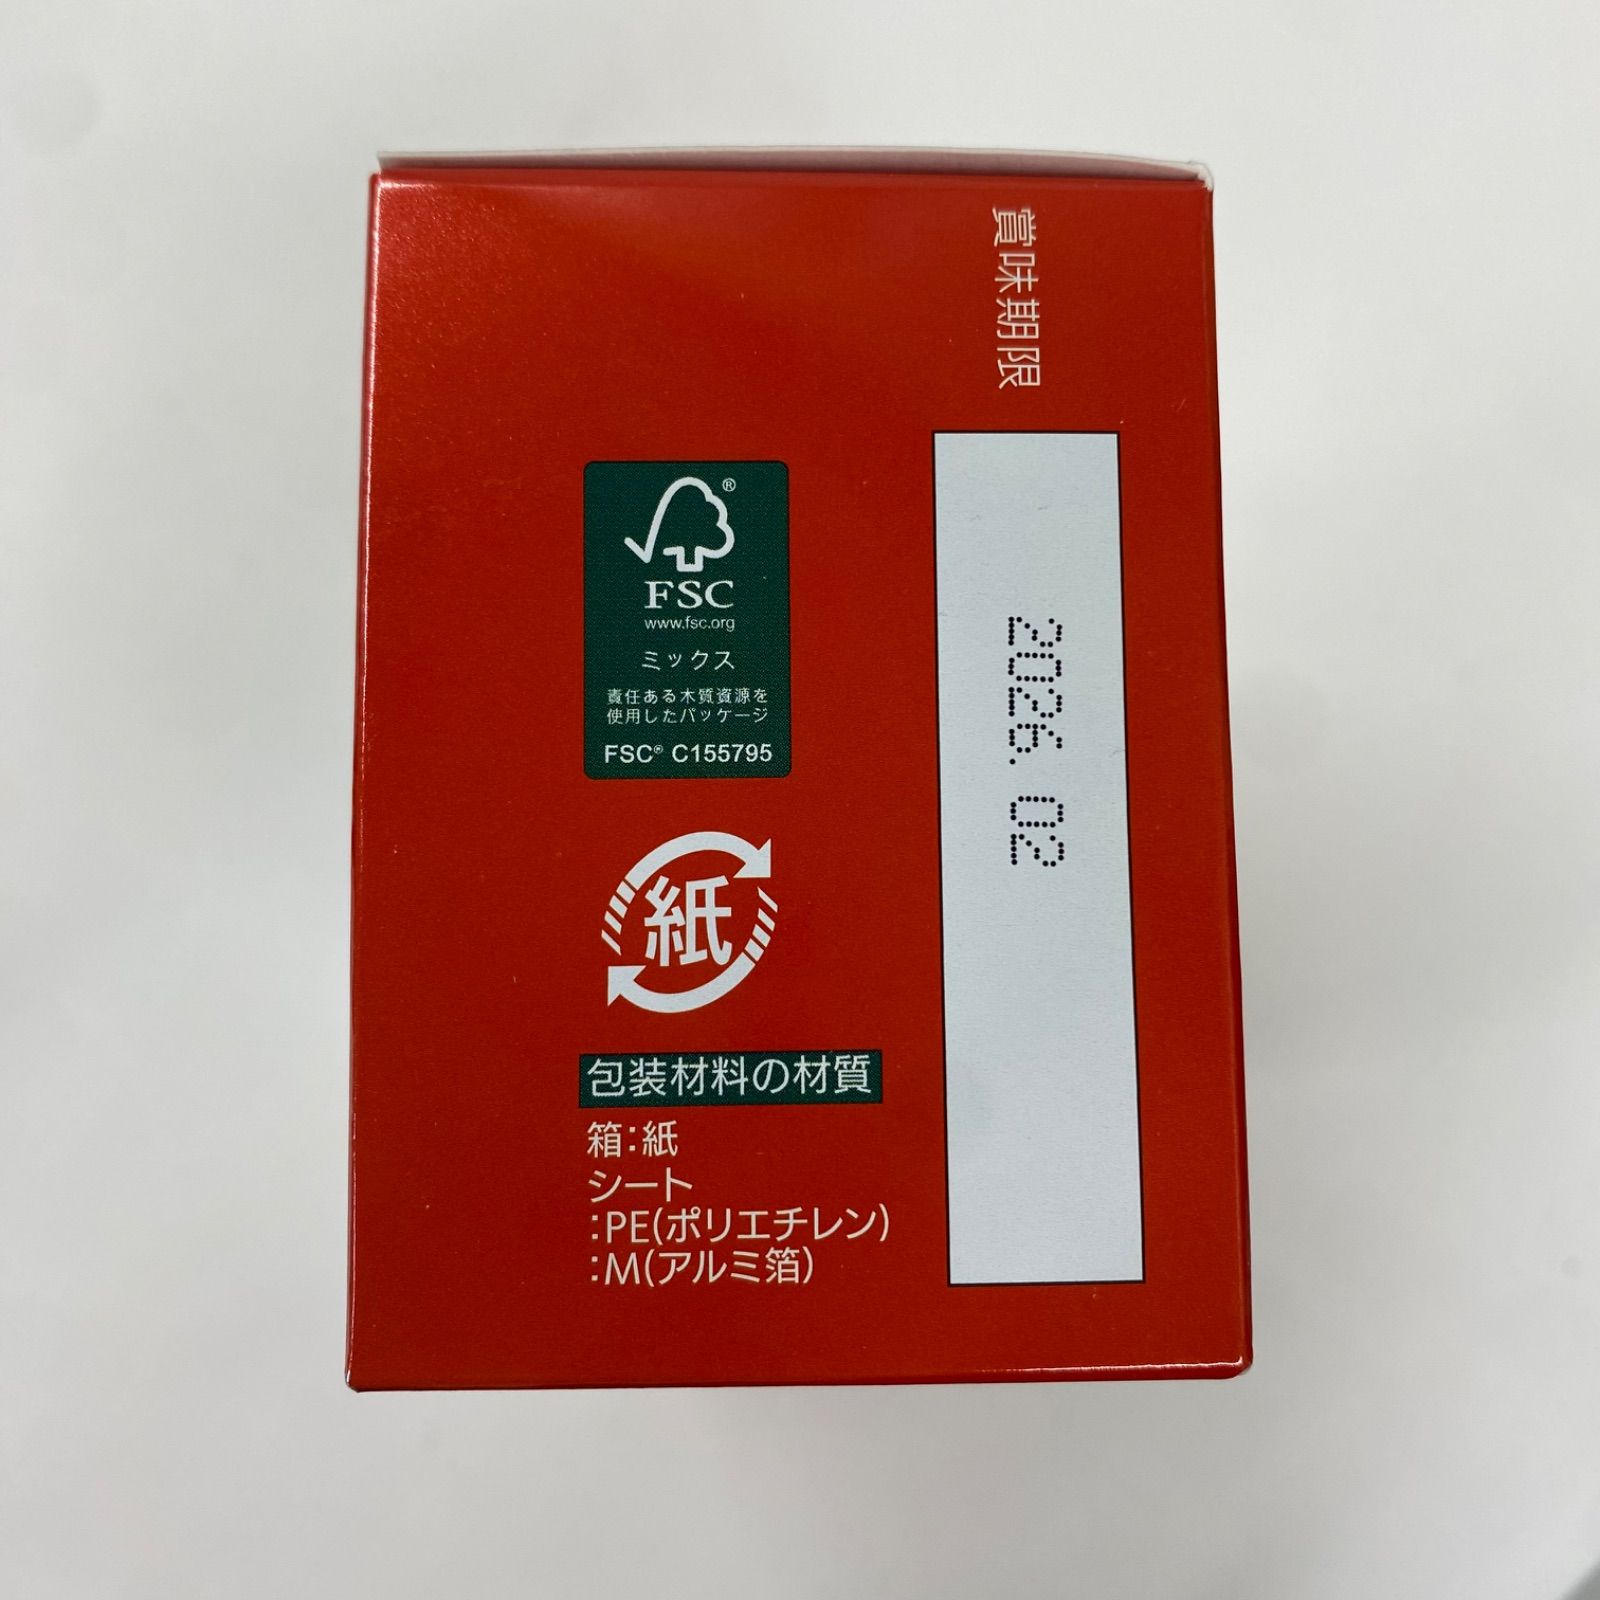 賞味期限
2026. 02
FSC
www.fsc.org
ミックス
責任ある木質資源を
使用したパッケージ
FSC® C155795
紙
包装材料の材質
箱:紙
シート
:PE(ポリエチレン)
:M(アルミ箔)